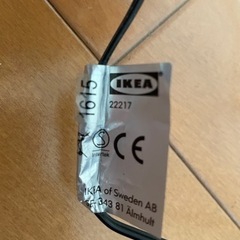 1615
IKEA
22217
CE
IKEA of Sweden AB
SE-343 81 Älmhult